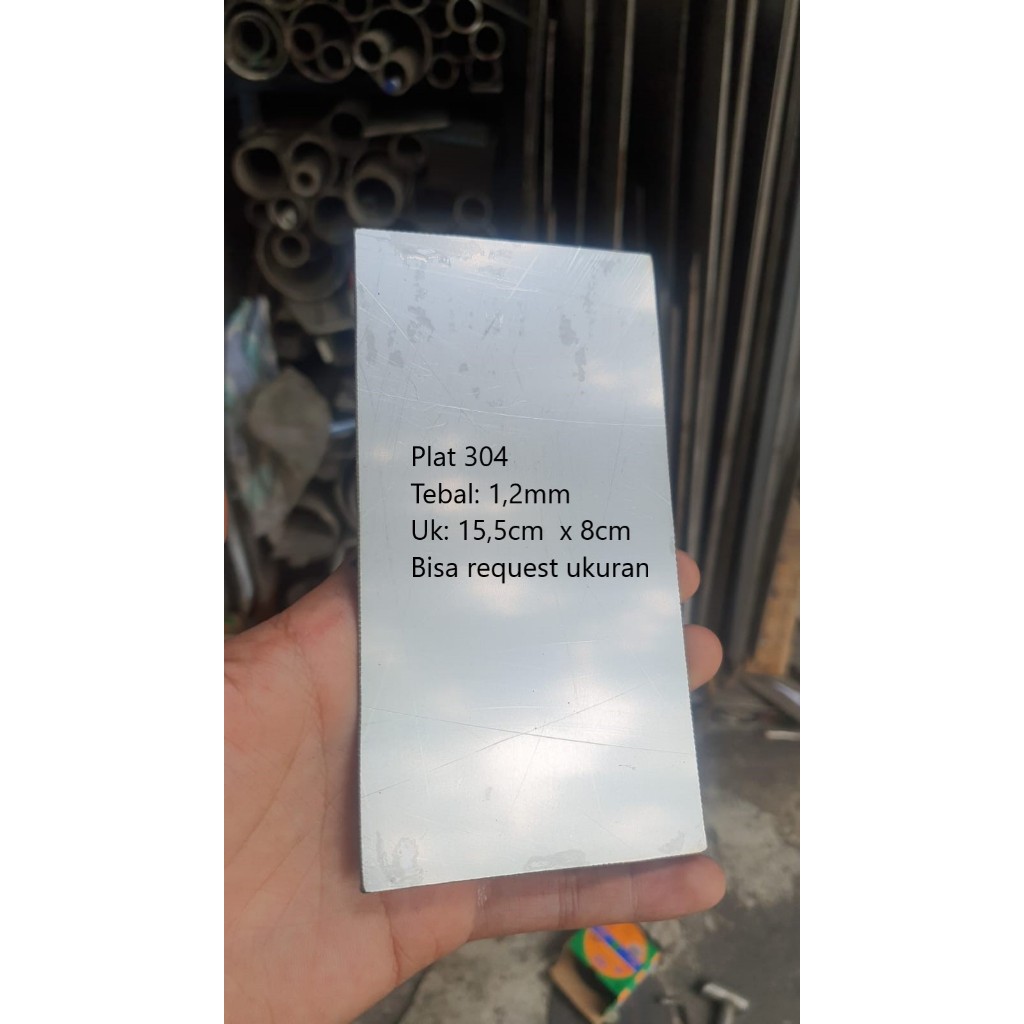 Plat 304
Tebal: 1,2mm
Uk: 15,5cm x 8cm
Bisa request ukuran